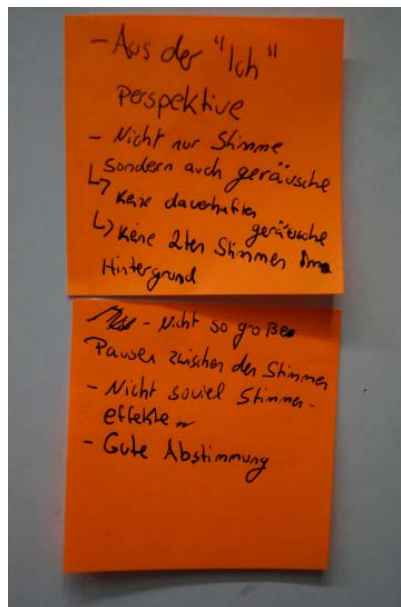 - Aus der "Ich"
Perspektive
- Nicht nur Stimme
sondern auch geräusche
↳ Keine dauerhaften
geräusche
↳ Keine 2ten Stimmen im
Hintergrund
- Nicht so große
Pausen zwischen den Stimmen
- Nicht soviel Stimmen-
effekte
- Gute Abstimmung